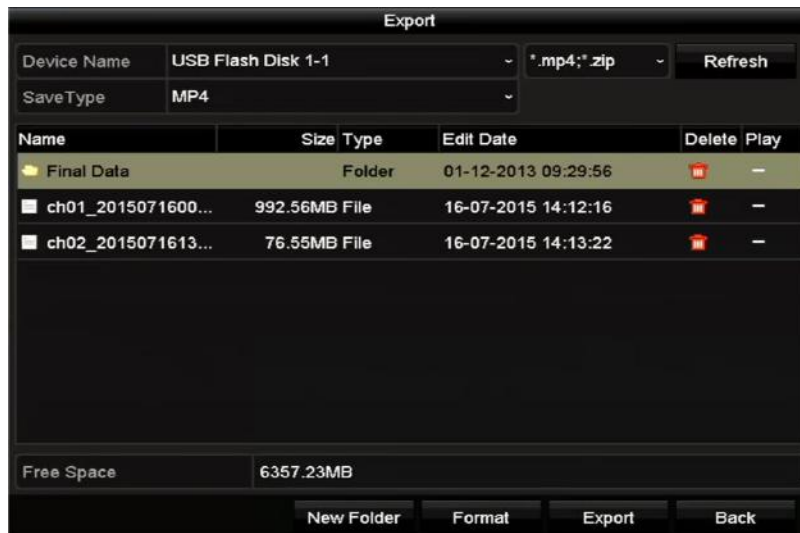 Export
Device Name USB Flash Disk 1-1 *.mp4;*.zip Refresh
SaveType MP4
Name Size Type Edit Date Delete Play
Final Data Folder 01-12-2013 09:29:56
ch01_2015071600... 992.56MB File 16-07-2015 14:12:16
ch02_2015071613... 76.55MB File 16-07-2015 14:13:22
Free Space 6357.23MB
New Folder Format Export Back